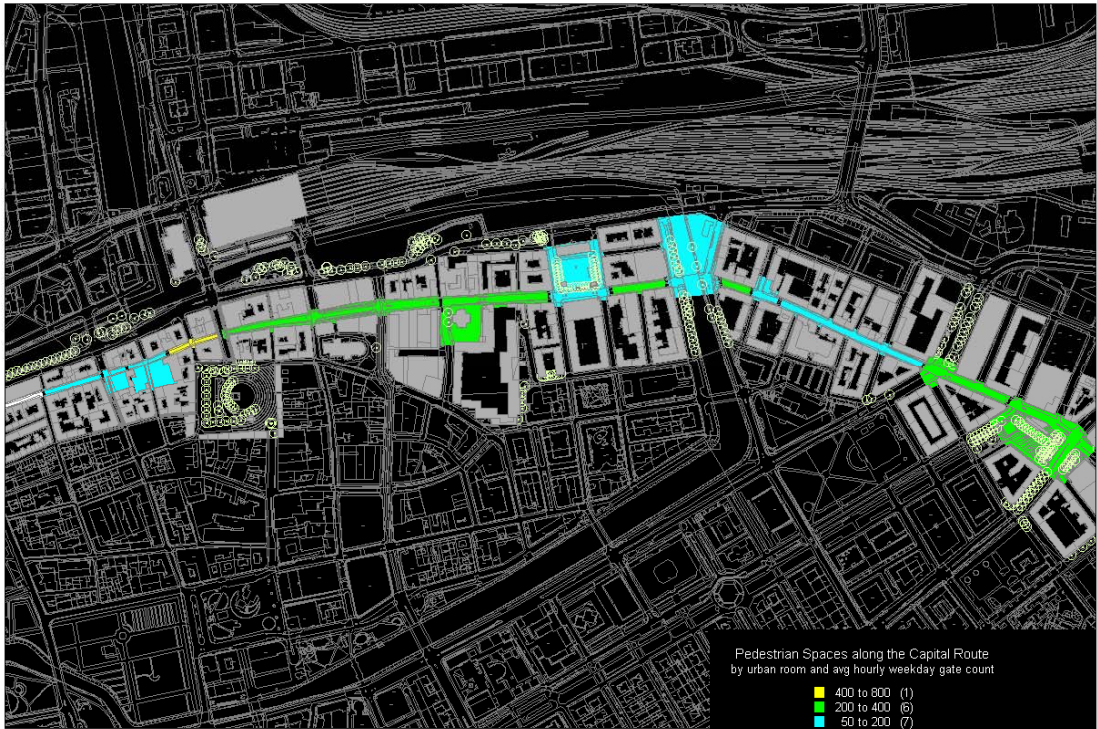 Pedestrian Spaces along the Capital Route
by urban room and avg hourly weekday gate count
400 to 800 (1)
200 to 400 (6)
50 to 200 (7)